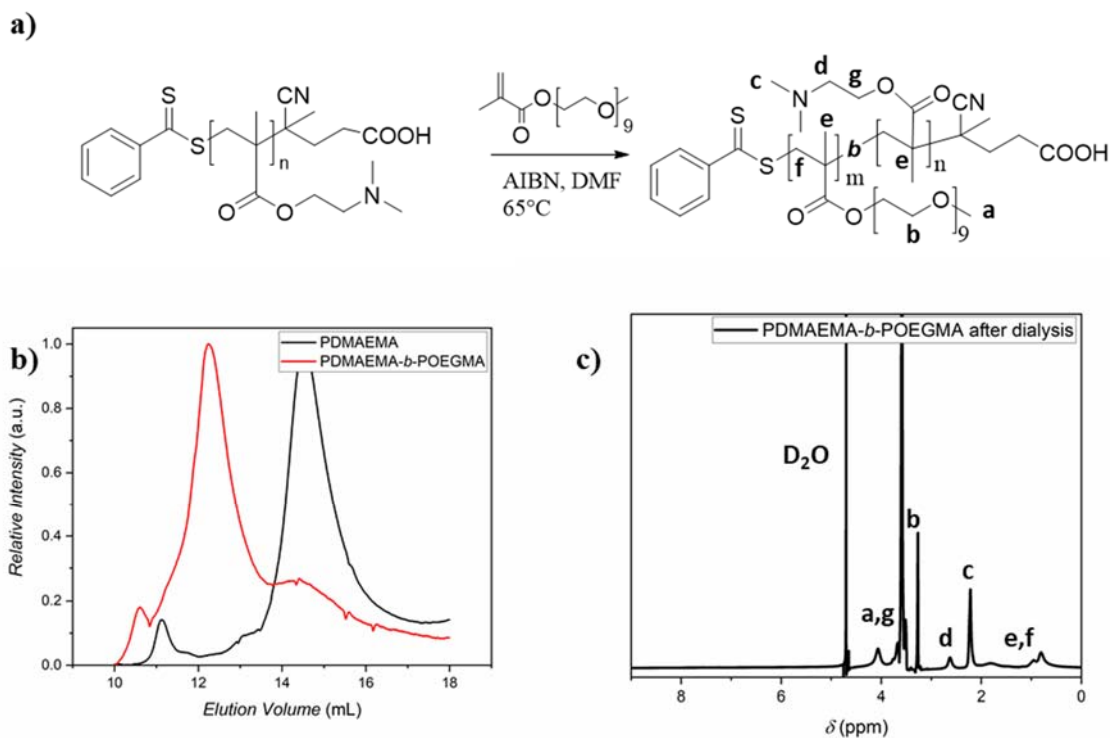 a)
S
S
n
CN
COOH
O
O
N
O
O
O
9
AIBN, DMF
65°C
c
d
g
N
O
O
CN
e
S
S
f
m
b
e
n
COOH
O
O
O
a
b
9
b)
PDMAEMA
PDMAEMA-b-POEGMA
Relative Intensity (a.u.)
1.0
0.8
0.6
0.4
0.2
0.0
10
12
14
16
18
Elution Volume (mL)
c)
PDMAEMA-b-POEGMA after dialysis
D₂O
b
c
a,g
d
e,f
8
6
4
2
0
δ (ppm)